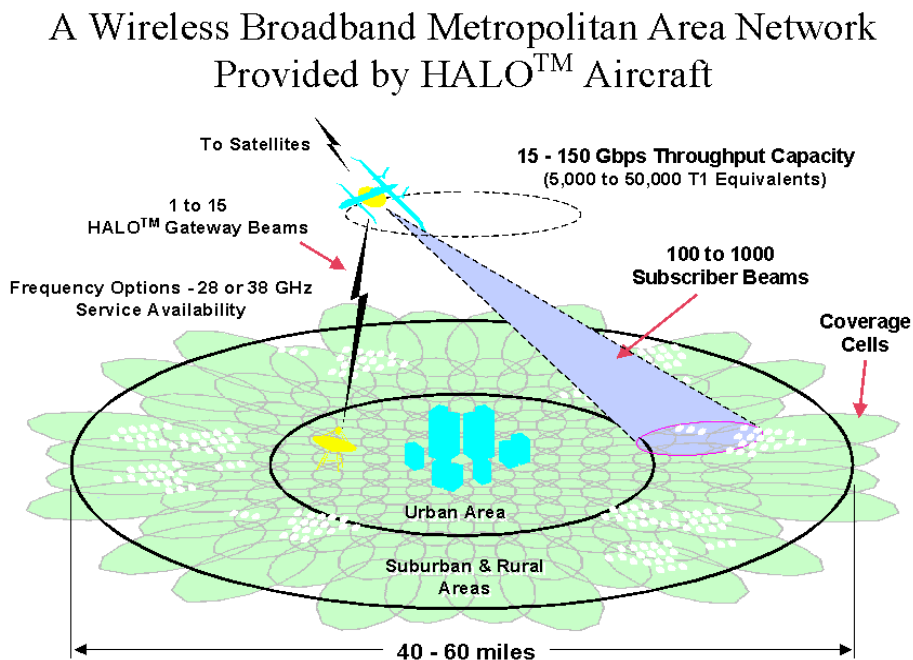 A Wireless Broadband Metropolitan Area Network
Provided by HALO™ Aircraft
To Satellites
15 - 150 Gbps Throughput Capacity
(5,000 to 50,000 T1 Equivalents)
1 to 15
HALO™ Gateway Beams
100 to 1000
Subscriber Beams
Frequency Options - 28 or 38 GHz
Service Availability
Coverage
Cells
Urban Area
Suburban & Rural
Areas
40 - 60 miles